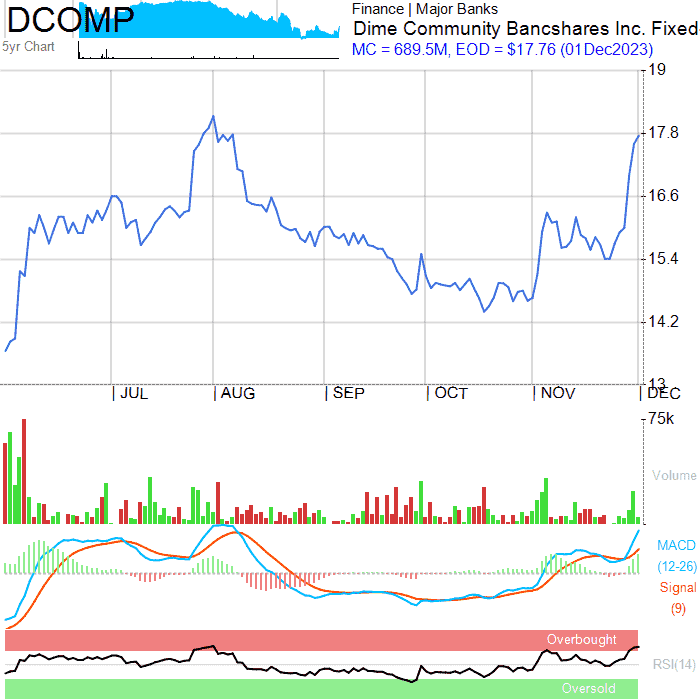 DCOMP
5yr Chart
Finance | Major Banks
Dime Community Bancshares Inc. Fixed
MC = 689.5M, EOD = $17.76 (01Dec2023)
19
17.8
16.6
15.4
14.2
13
JUL
AUG
SEP
OCT
NOV
DEC
75k
Volume
MACD
(12-26)
Signal
(9)
Overbought
RSI(14)
Oversold